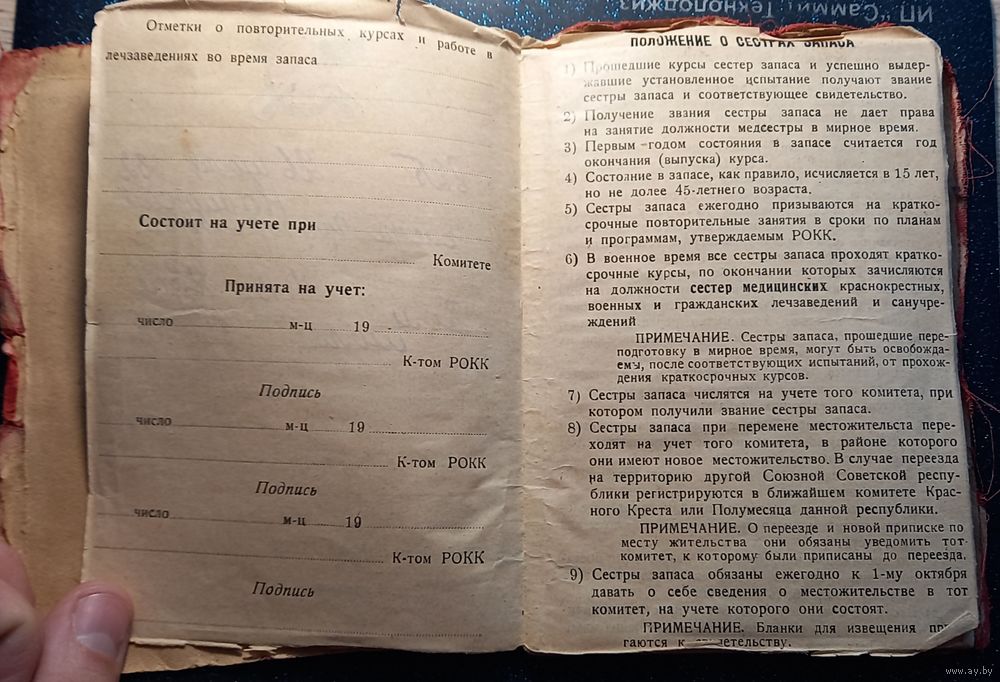 ИП "Самми, Технолоджиз
Отметки о повторительных курсах и работе в
лечзаведениях во время запаса
Состоит на учете при
Комитете
Принята на учет:
число м-ц 19
К-том РОКК
Подпись
число м-ц 19
К-том РОКК
Подпись
число м-ц 19
К-том РОКК
Подпись
ПОЛОЖЕНИЕ О СЕСТРАХ ЗАПАСА
1) Прошедшие курсы сестер запаса и успешно выдер-
жавшие установленное испытание получают звание
сестры запаса и соответствующее свидетельство.
2) Получение звания сестры запаса не дает права
на занятие должности медсестры в мирное время.
3) Первым годом состояния в запасе считается год
окончания (выпуска) курса.
4) Состояние в запасе, как правило, исчисляется в 15 лет,
но не долее 45-летнего возраста.
5) Сестры запаса ежегодно призываются на кратко-
срочные повторительные занятия в сроки по планам
и программам, утверждаемым РОКК.
6) В военное время все сестры запаса проходят кратко-
срочные курсы, по окончании которых зачисляются
на должности сестер медицинских краснокрестных,
военных и гражданских лечзаведений и санучре-
ждений
ПРИМЕЧАНИЕ. Сестры запаса, прошедшие пере-
подготовку в мирное время, могут быть освобожда-
емы, после соответствующих испытаний, от прохож-
дения краткосрочных курсов.
7) Сестры запаса числятся на учете того комитета, при
котором получили звание сестры запаса.
8) Сестры запаса при перемене местожительста пере-
ходят на учет того комитета, в районе которого
они имеют новое местожительство. В случае переезда
на территорию другой Союзной Советской респу-
блики регистрируются в ближайшем комитете Крас-
ного Креста или Полумесяца данной республики.
ПРИМЕЧАНИЕ. О переезде и новой приписке по
месту жительства они обязаны уведомить тот
комитет, к которому были приписаны до переезда.
9) Сестры запаса обязаны ежегодно к 1-му октября
давать о себе сведения о местожительстве в тот
комитет, на учете которого они состоят.
ПРИМЕЧАНИЕ. Бланки для извещения
гаются к
www.ay.by